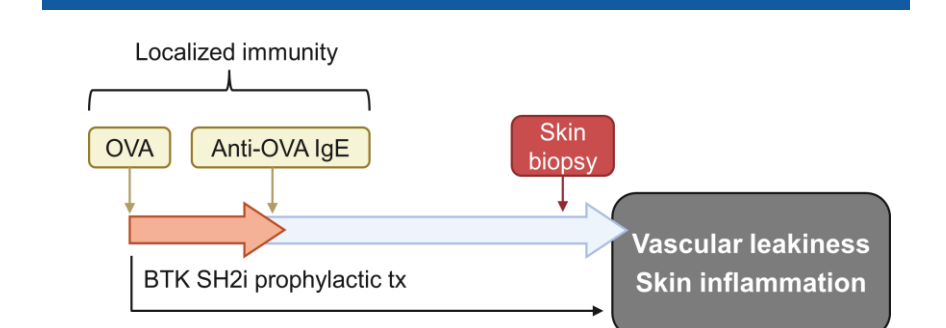 Localized immunity
OVA
Anti-OVA IgE
Skin
biopsy
Vascular leakiness
Skin inflammation
BTK SH2i prophylactic tx